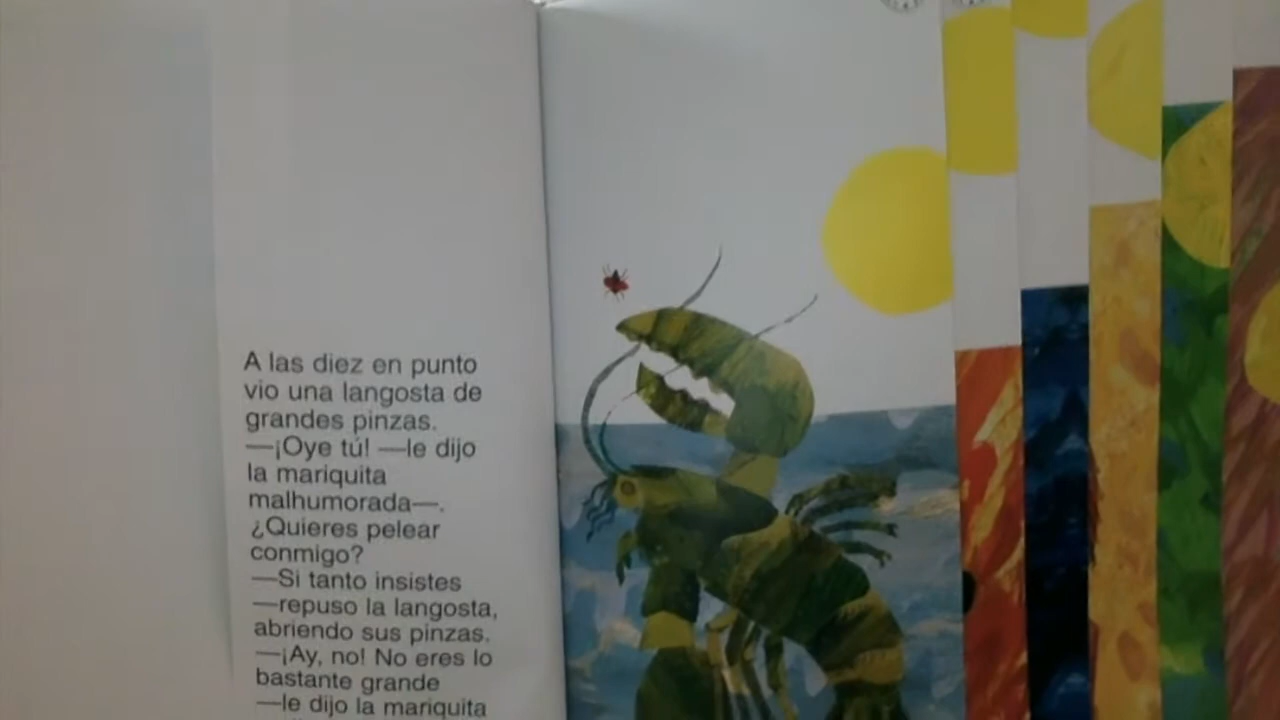 A las diez en punto
vio una langosta de
grandes pinzas.
—¡Oye tú! —le dijo
la mariquita
malhumorada—.
¿Quieres pelear
conmigo?
—Si tanto insistes
—repuso la langosta,
abriendo sus pinzas.
—¡Ay, no! No eres lo
bastante grande
—le dijo la mariquita